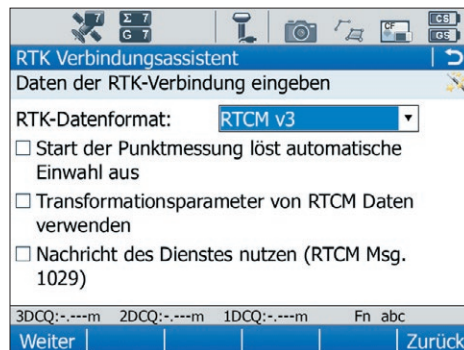 Σ 7
G 7
CF
CS
GS
RTK Verbindungsassistent
Daten der RTK-Verbindung eingeben
RTK-Datenformat: RTCM v3
Start der Punktmessung löst automatische
Einwahl aus
Transformationsparameter von RTCM Daten
verwenden
Nachricht des Dienstes nutzen (RTCM Msg.
1029)
3DCQ:-.---m 2DCQ:-.---m 1DCQ:-.---m Fn abc
Weiter Zurück